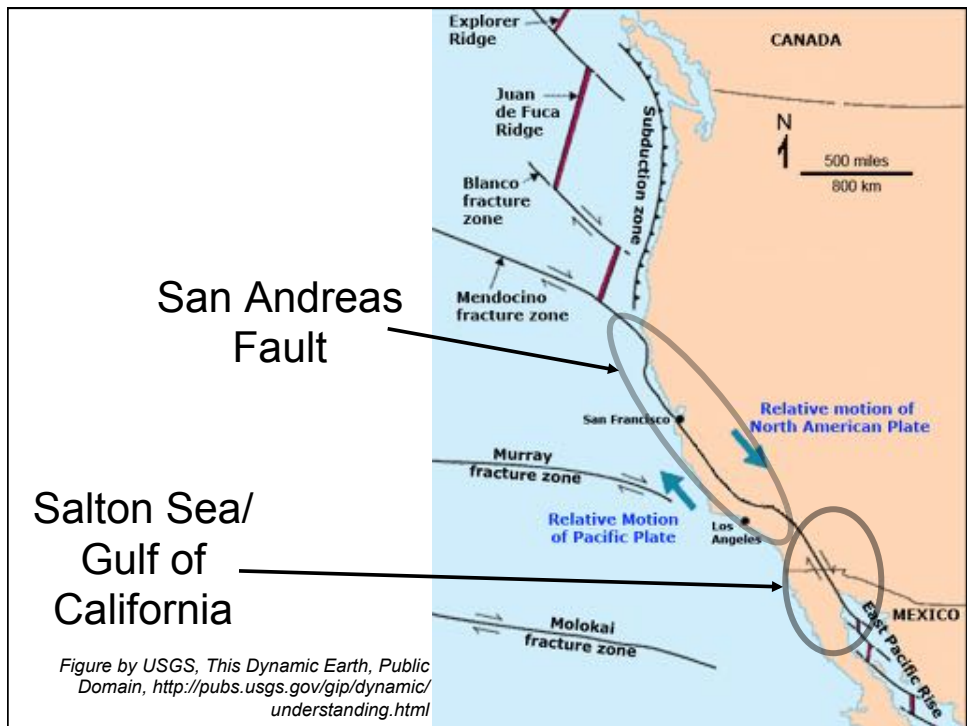 Explorer
Ridge
CANADA
Juan
de Fuca
Ridge
Subduction zone
N
500 miles
800 km
Blanco
fracture
zone
Mendocino
fracture zone
San Andreas
Fault
San Francisco
Relative motion of
North American Plate
Murray
fracture zone
Relative Motion
of Pacific Plate
Los
Angeles
Salton Sea/
Gulf of
California
MEXICO
East Pacific Rise
Molokai
fracture zone
Figure by USGS, This Dynamic Earth, Public
Domain, http://pubs.usgs.gov/gip/dynamic/
understanding.html